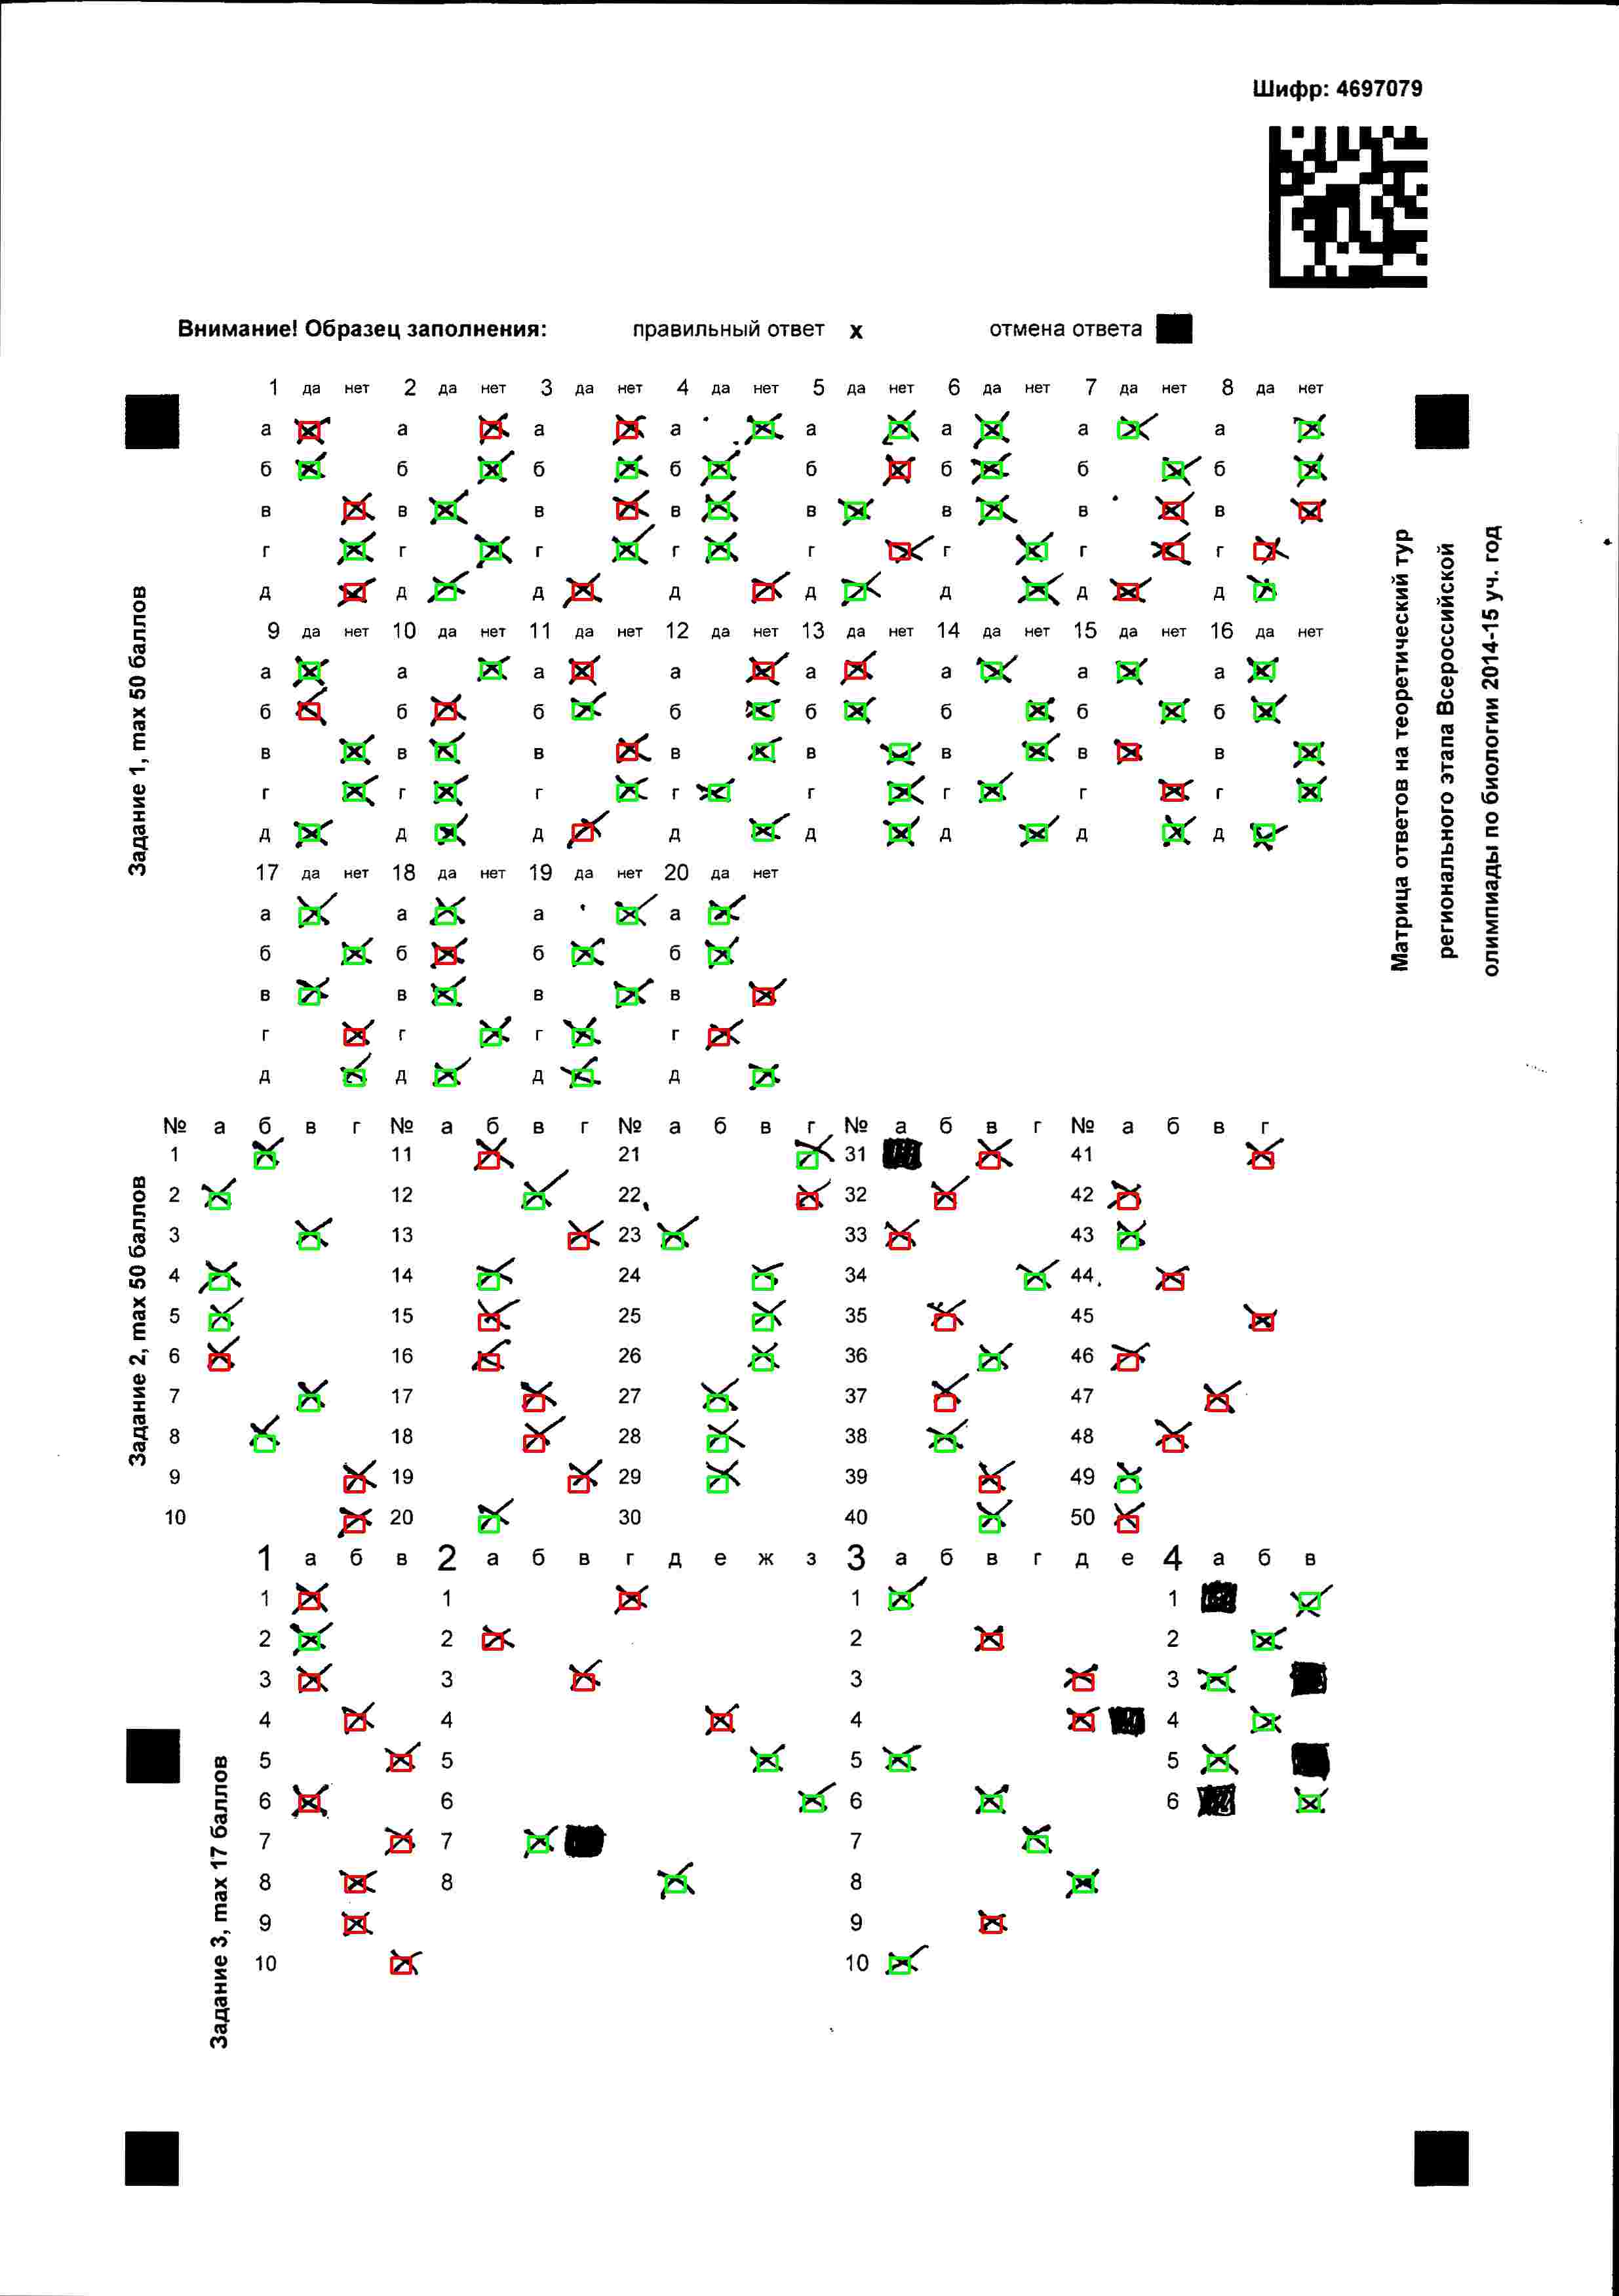 Шифр: 4697079
Внимание! Образец заполнения: правильный ответ х отмена ответа
Задание 1, max 50 баллов
1 да нет 2 да нет 3 да нет 4 да нет 5 да нет 6 да нет 7 да нет 8 да нет
а а а а а а а а
б б б б б б б б
в в в в в в в в
г г г г г г г г
д д д д д д д д
9 да нет 10 да нет 11 да нет 12 да нет 13 да нет 14 да нет 15 да нет 16 да нет
а а а а а а а а
б б б б б б б б
в в в в в в в в
г г г г г г г г
д д д д д д д д
17 да нет 18 да нет 19 да нет 20 да нет
а а а а
б б б б
в в в в
г г г г
д д д д
Матрица ответов на теоретический тур
регионального этапа Всероссийской
олимпиады по биологии 2014-15 уч. год
Задание 2, max 50 баллов
№ а б в г № а б в г № а б в г № а б в г № а б в г
1 11 21 31 41
2 12 22 32 42
3 13 23 33 43
4 14 24 34 44
5 15 25 35 45
6 16 26 36 46
7 17 27 37 47
8 18 28 38 48
9 19 29 39 49
10 20 30 40 50
Задание 3, max 17 баллов
1 а б в 2 а б в г д е ж з 3 а б в г д е 4 а б в
1 1 1 1
2 2 2 2
3 3 3 3
4 4 4 4
5 5 5 5
6 6 6 6
7 7 7
8 8 8
9 9
10 10